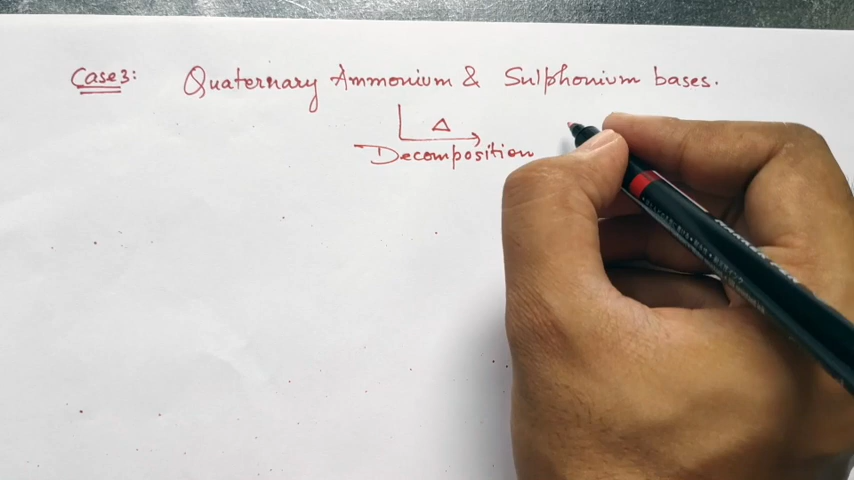 Case 3: Quaternary Ammonium & Sulphonium bases.
Δ
Decomposition